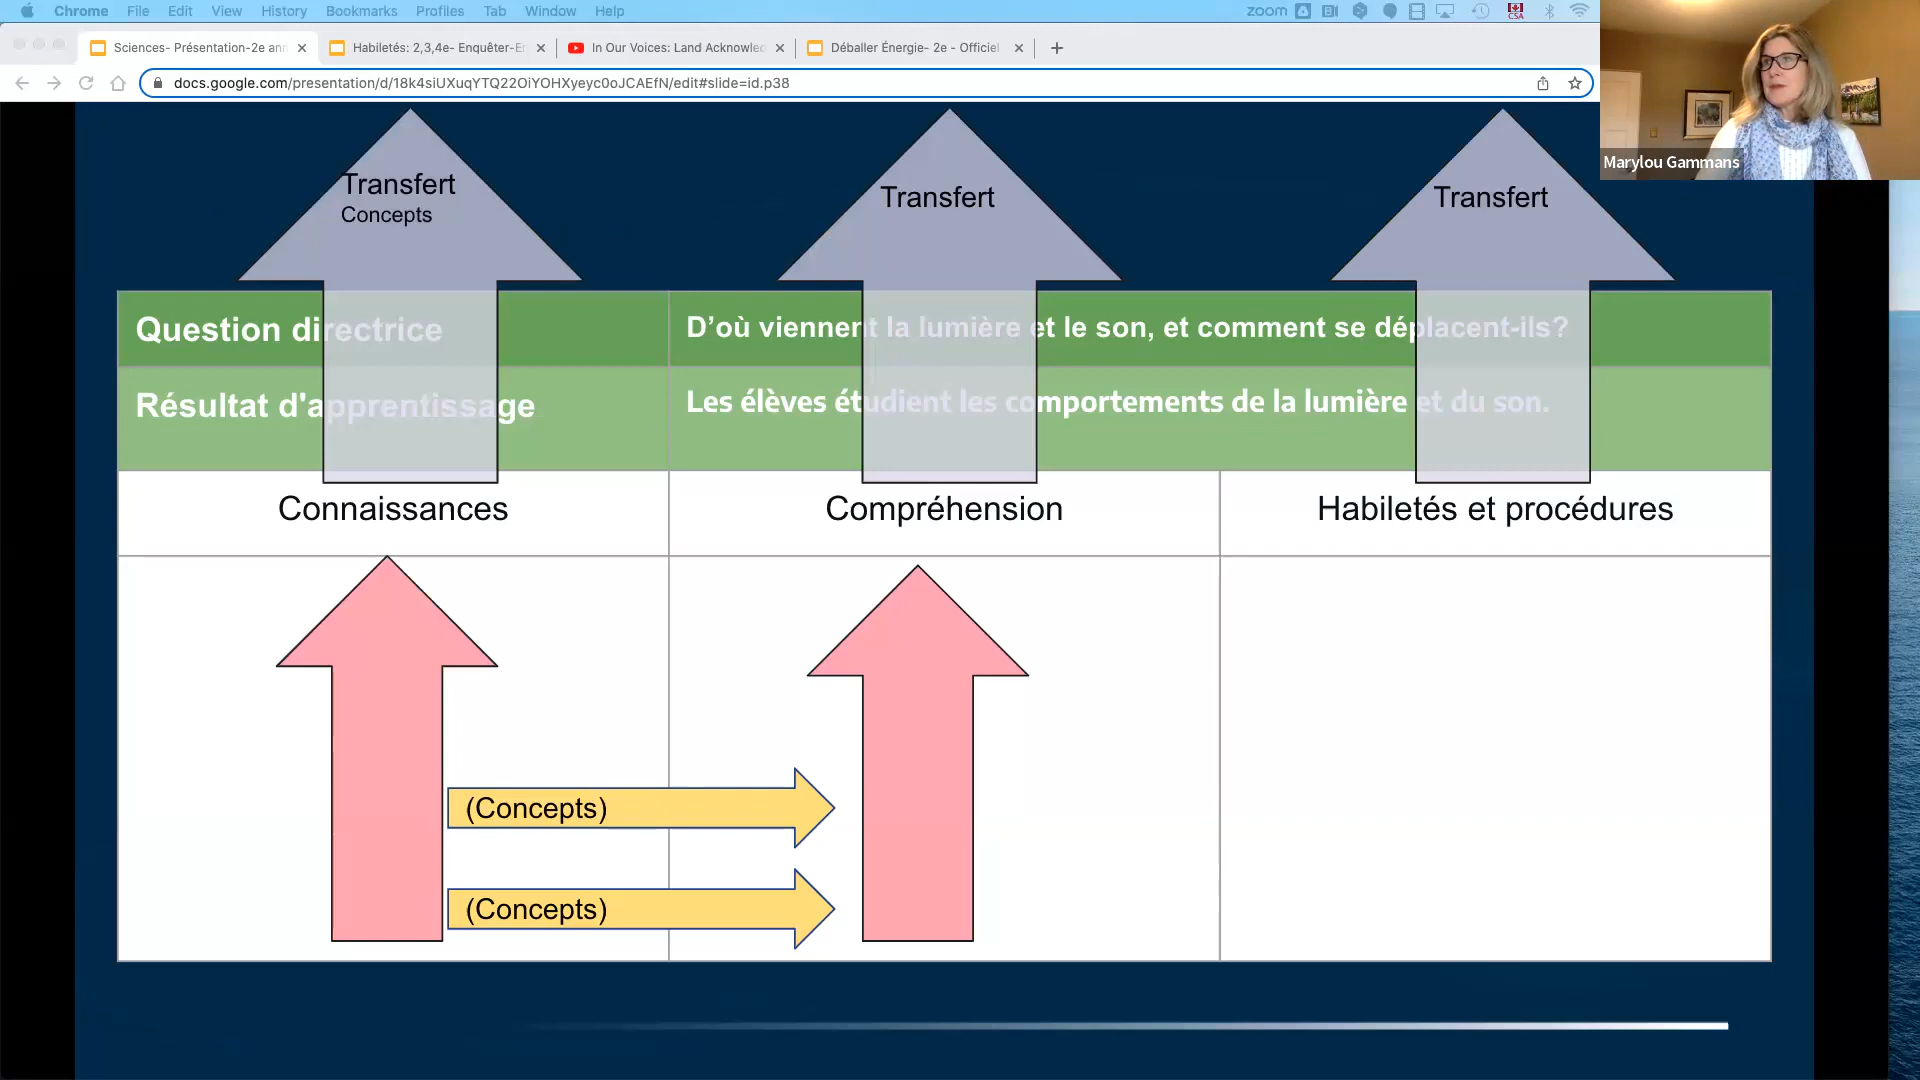 Chrome File Edit View History Bookmarks Profiles Tab Window Help zoom CSA
Sciences- Présentation-2e ann
Habiletés: 2,3,4e- Enquêter-En
In Our Voices: Land Acknowled
Déballer Énergie- 2e - Officiel
docs.google.com/presentation/d/18k4siUXuqYTQ22OiYOHXyeyc0oJCAEfN/edit#slide=id.p38
Marylou Gammans
Transfert
Concepts
Transfert
Transfert
Question directrice
D’où viennent la lumière et le son, et comment se déplacent-ils?
Résultat d'apprentissage
Les élèves étudient les comportements de la lumière et du son.
Connaissances
Compréhension
Habiletés et procédures
(Concepts)
(Concepts)